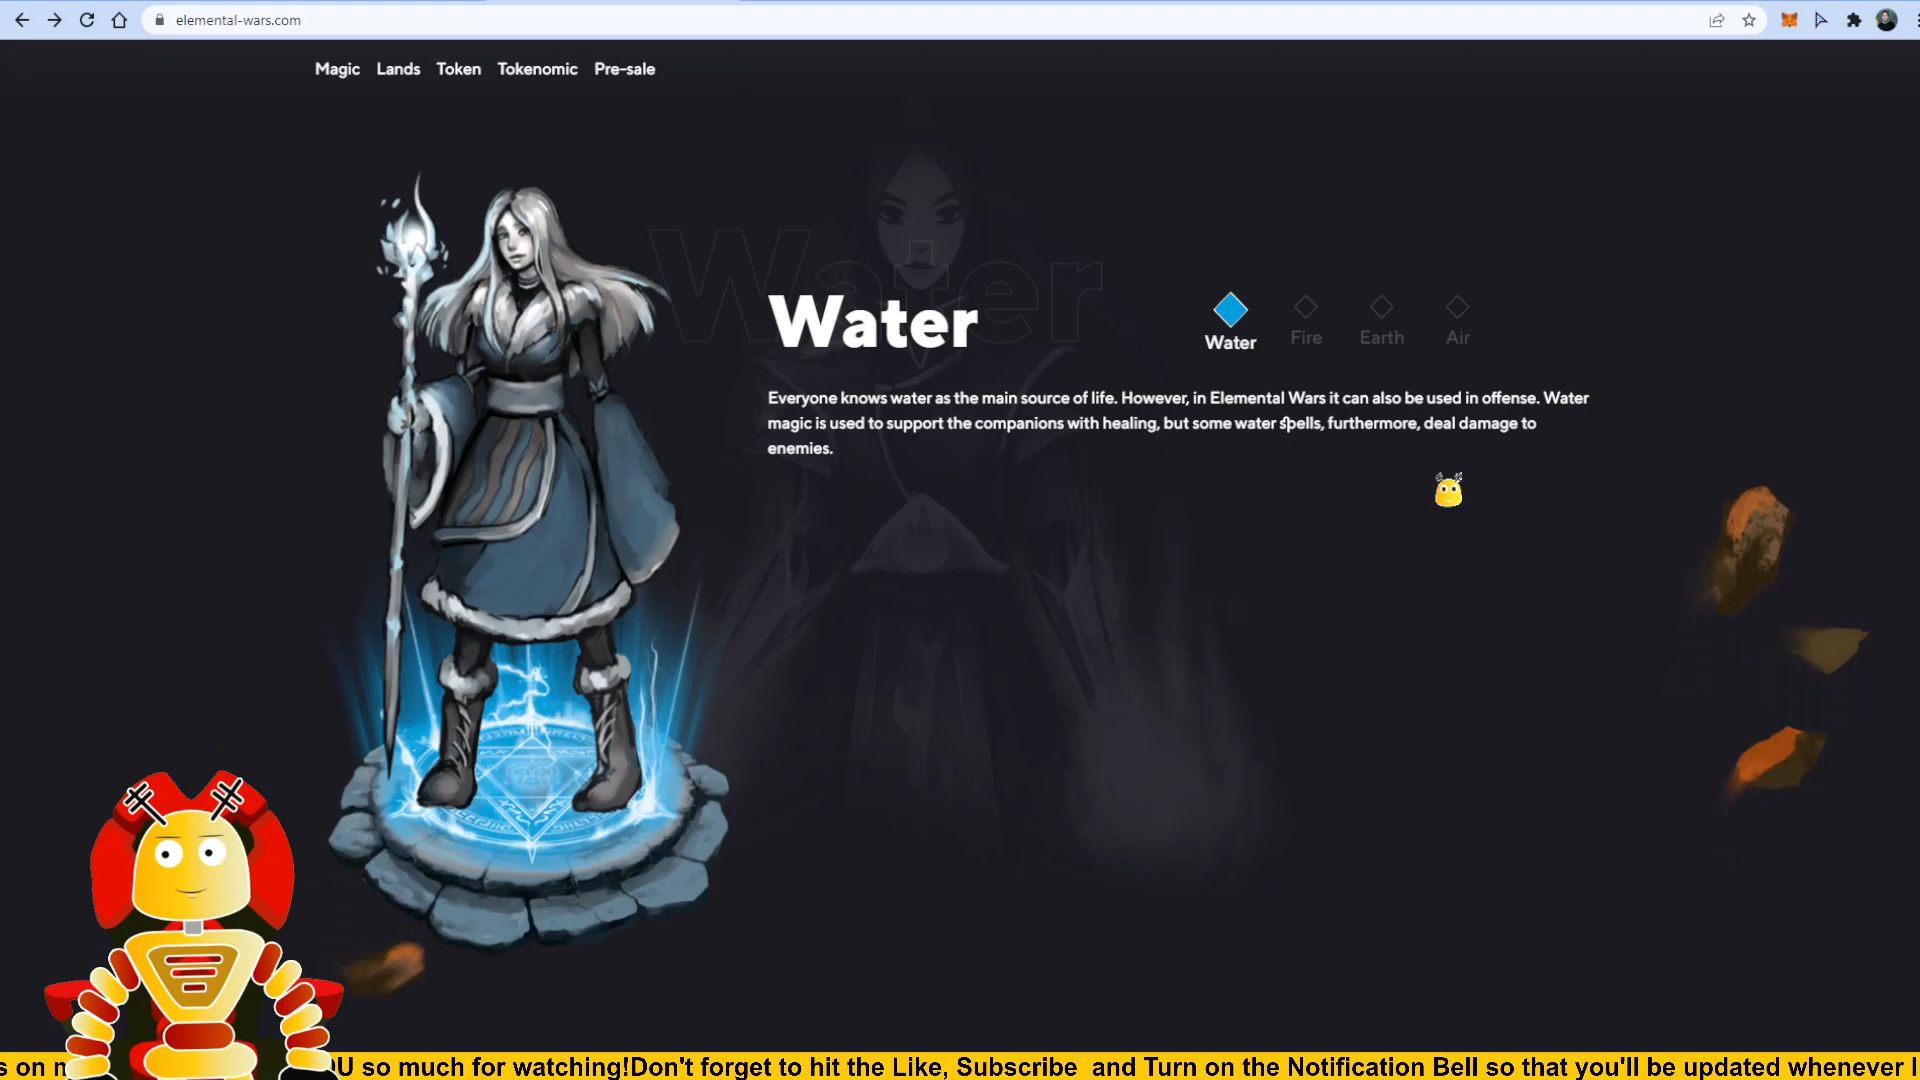 elemental-wars.com
Magic Lands Token Tokenomic Pre-sale
Water
Water
Water Fire Earth Air
Everyone knows water as the main source of life. However, in Elemental Wars it can also be used in offense. Water
magic is used to support the companions with healing, but some water spells, furthermore, deal damage to
enemies.
s on m U so much for watching!Don't forget to hit the Like, Subscribe and Turn on the Notification Bell so that you'll be updated whenever I